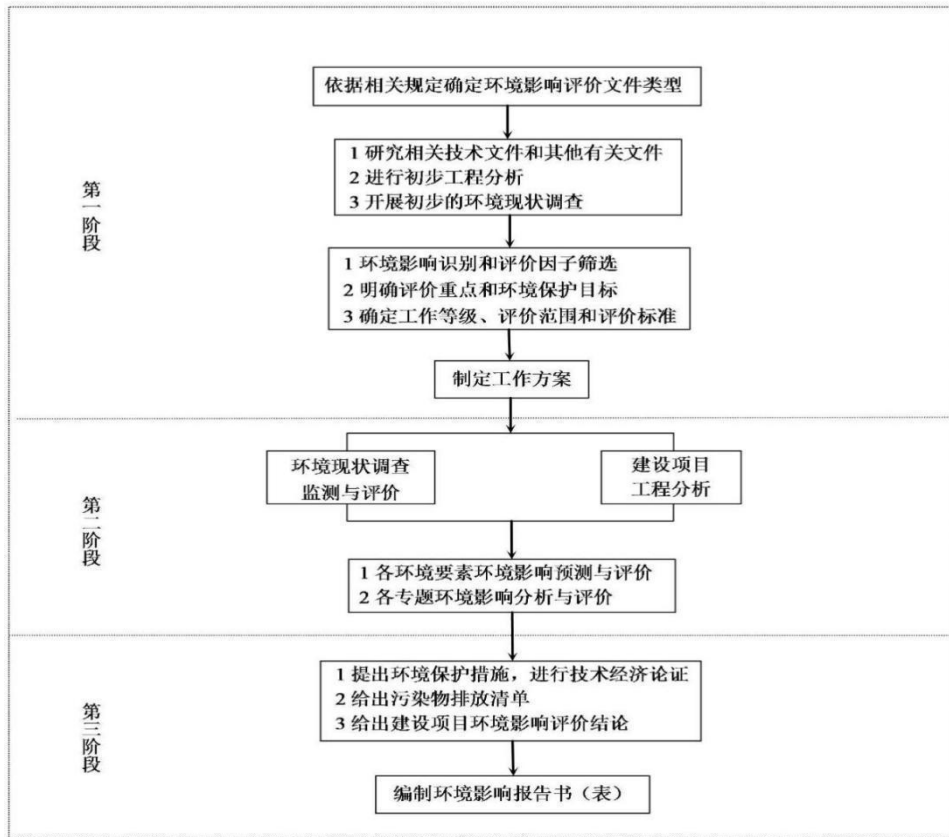 依据相关规定确定环境影响评价文件类型
1 研究相关技术文件和其他有关文件
2 进行初步工程分析
3 开展初步的环境现状调查
第一阶段
1 环境影响识别和评价因子筛选
2 明确评价重点和环境保护目标
3 确定工作等级、评价范围和评价标准
制定工作方案
第二阶段
环境现状调查
监测与评价
建设项目
工程分析
1 各环境要素环境影响预测与评价
2 各专题环境影响分析与评价
第三阶段
1 提出环境保护措施，进行技术经济论证
2 给出污染物排放清单
3 给出建设项目环境影响评价结论
编制环境影响报告书（表）